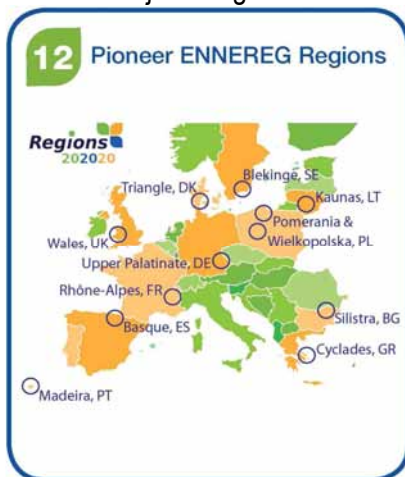 12 Pioneer ENNEREG Regions
Regions
202020
Blekinge, SE
Triangle, DK
Kaunas, LT
Pomerania &
Wielkopolska, PL
Wales, UK
Upper Palatinate, DE
Rhône-Alpes, FR
Basque, ES
Silistra, BG
Cyclades, GR
Madeira, PT